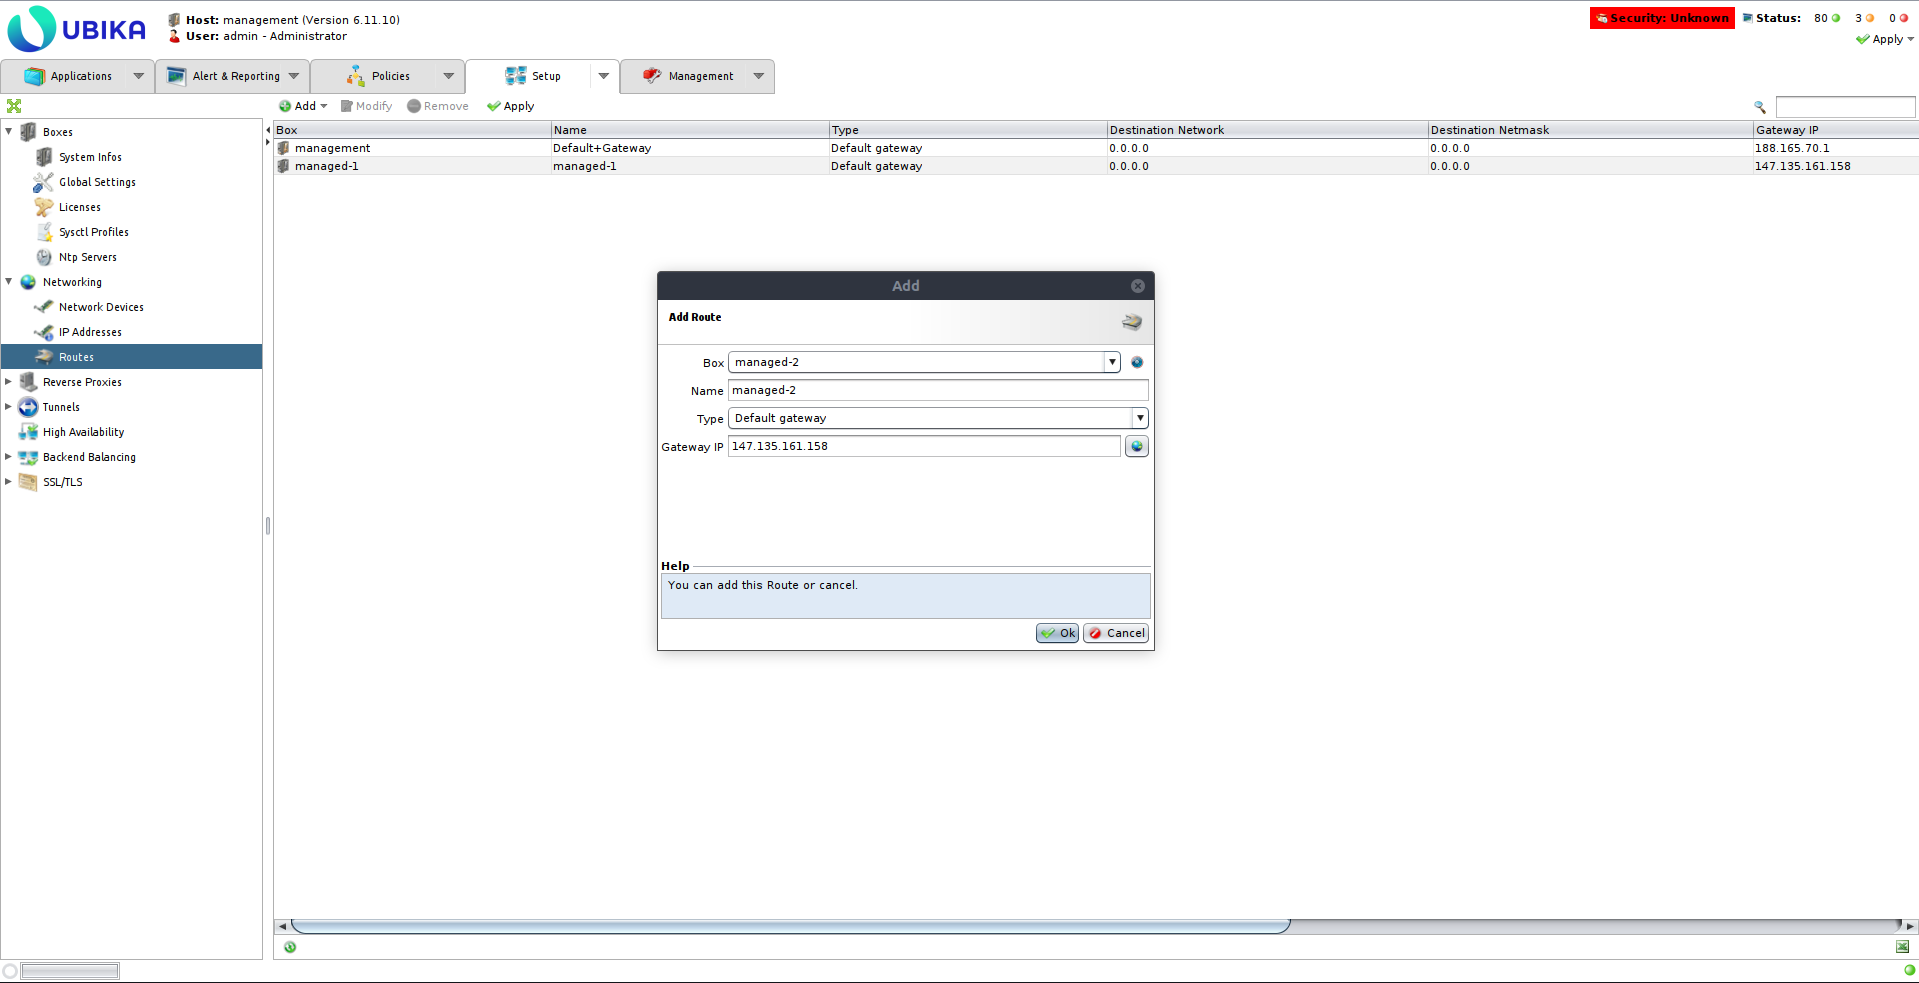 UBIKA
Host: management (Version 6.11.10)
User: admin - Administrator
Security: Unknown
Status: 80 3 0
Apply
Applications
Alert & Reporting
Policies
Setup
Management
Add Modify Remove Apply
Boxes
System Infos
Global Settings
Licenses
Sysctl Profiles
Ntp Servers
Networking
Network Devices
IP Addresses
Routes
Reverse Proxies
Tunnels
High Availability
Backend Balancing
SSL/TLS
Box Name Type Destination Network Destination Netmask Gateway IP
management Default+Gateway Default gateway 0.0.0.0 0.0.0.0 188.165.70.1
managed-1 managed-1 Default gateway 0.0.0.0 0.0.0.0 147.135.161.158
Add
Add Route
Box managed-2
Name managed-2
Type Default gateway
Gateway IP 147.135.161.158
Help
You can add this Route or cancel.
Ok Cancel